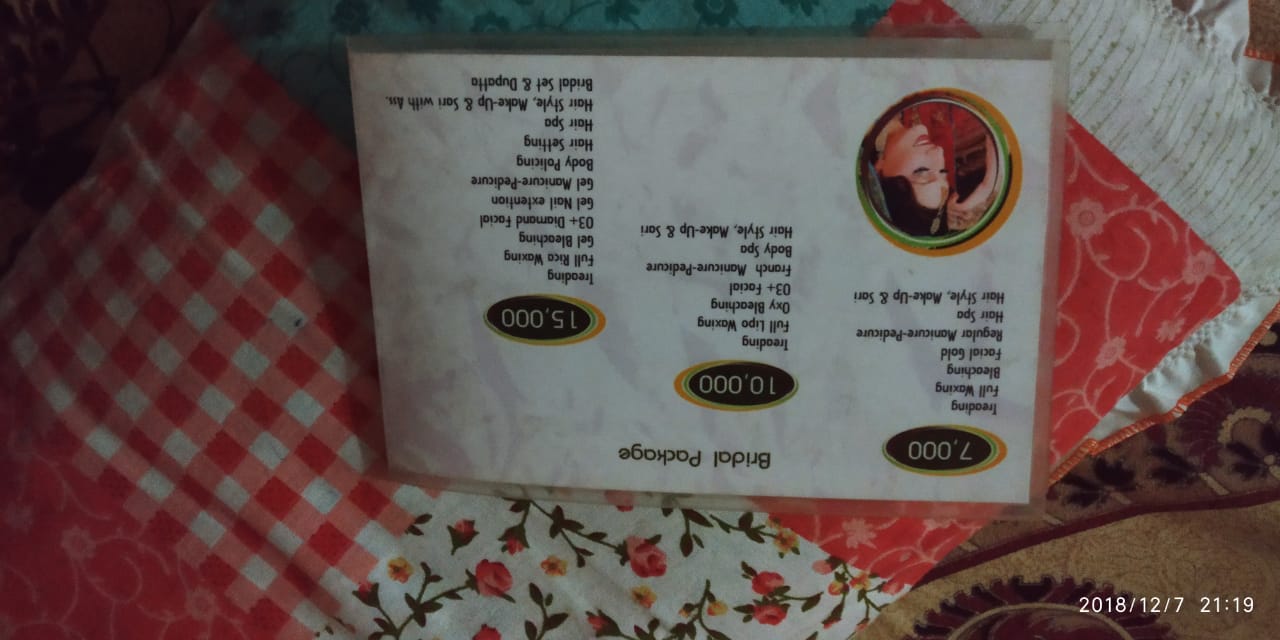 Bridal Package
7,000
Treading
Full Waxing
Bleaching
Facial Gold
Regular Manicure-Pedicure
Hair Spa
Hair Style, Make-Up & Sari
10,000
Treading
Full Lipo Waxing
Oxy Bleaching
03+ Facial
Franch Manicure-Pedicure
Body Spa
Hair Style, Make-Up & Sari
15,000
Treading
Full Rica Waxing
Gel Bleaching
03+ Diamand Facial
Gel Nail extention
Gel Manicure-Pedicure
Body Policing
Hair Setting
Hair Spa
Hair Style, Make-Up & Sari with Ass.
Bridal Set & Dupatta
2018/12/7 21:19